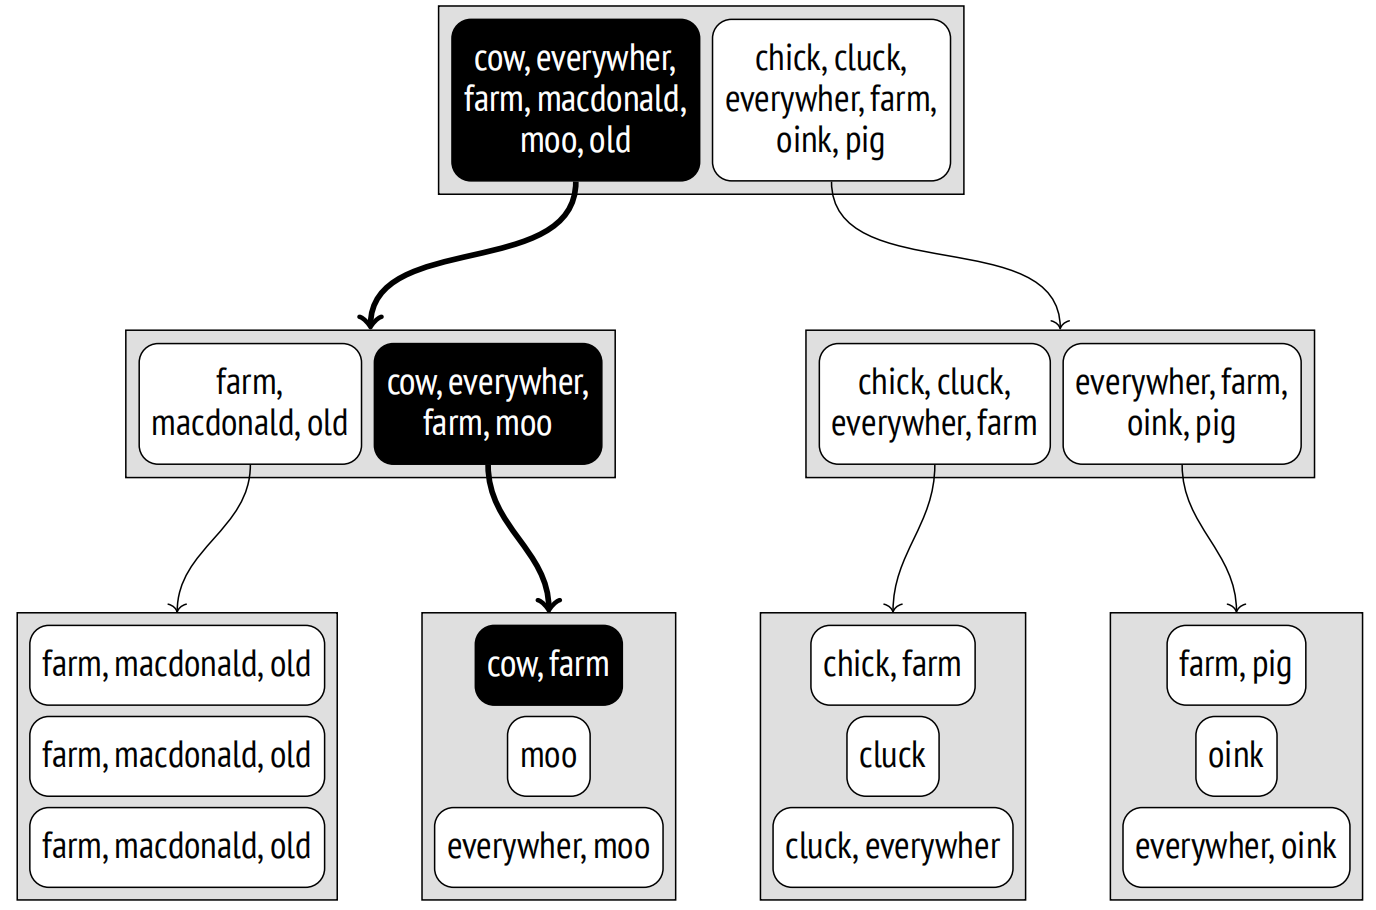 cow, everywher,
farm, macdonald,
moo, old
chick, cluck,
everywher, farm,
oink, pig
farm,
macdonald, old
cow, everywher,
farm, moo
chick, cluck,
everywher, farm
everywher, farm,
oink, pig
farm, macdonald, old
farm, macdonald, old
farm, macdonald, old
cow, farm
moo
everywher, moo
chick, farm
cluck
cluck, everywher
farm, pig
oink
everywher, oink